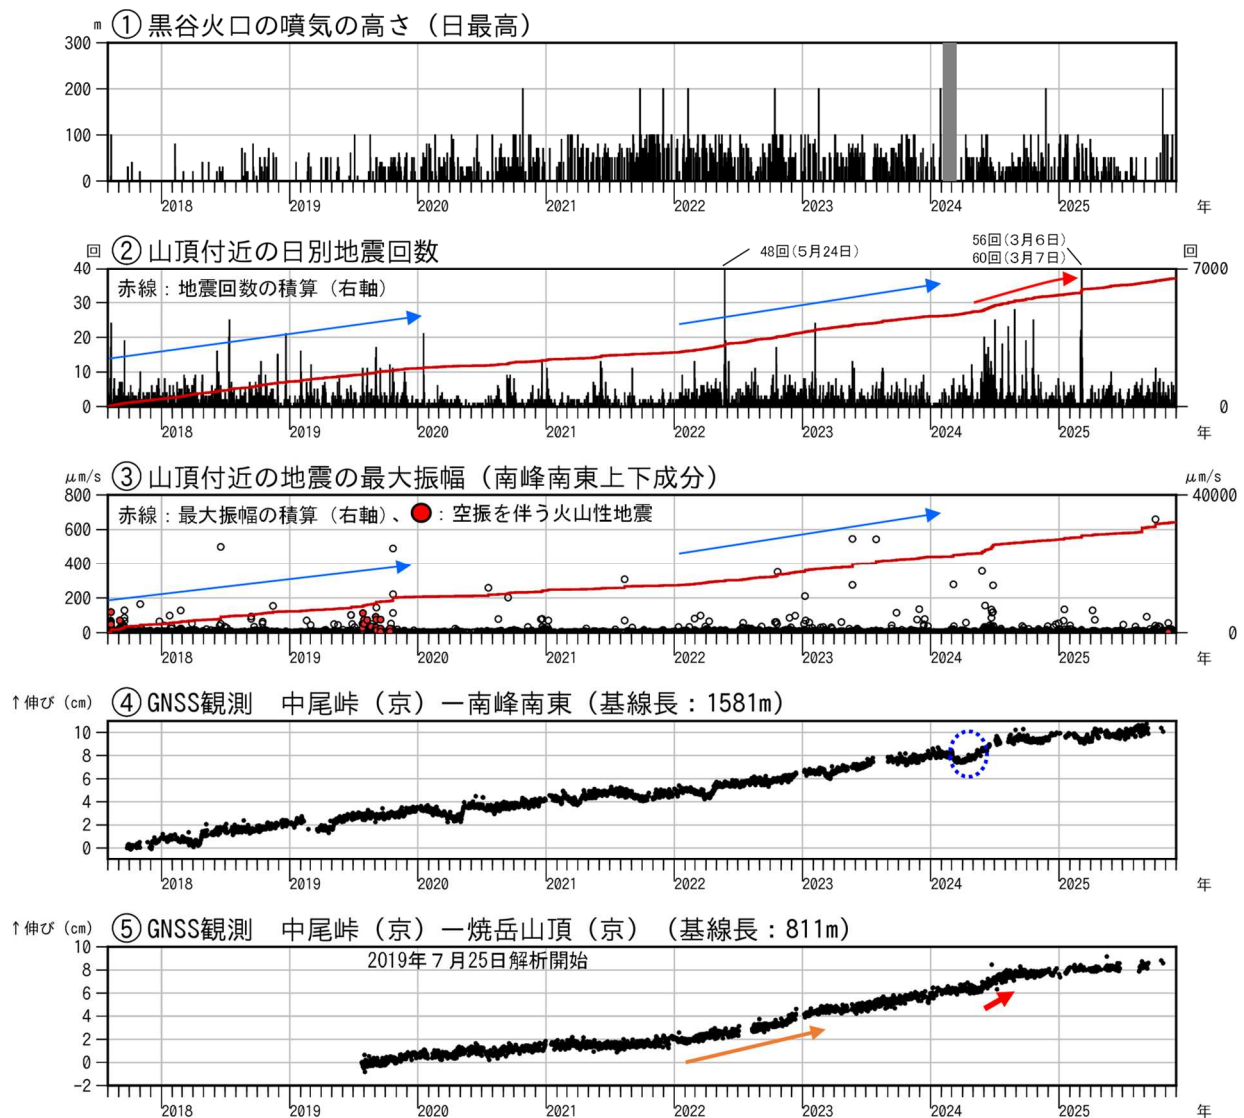 m ①黒谷火口の噴気の高さ（日最高）
300
200
100
0
2018 2019 2020 2021 2022 2023 2024 2025 年
回 ②山頂付近の日別地震回数
48回(5月24日)
56回(3月6日)
60回(3月7日)
回
40 7000
赤線：地震回数の積算（右軸）
30
20
10
0 0
2018 2019 2020 2021 2022 2023 2024 2025 年
μm/s ③山頂付近の地震の最大振幅（南峰南東上下成分） μm/s
800 40000
赤線：最大振幅の積算（右軸）、 ：空振を伴う火山性地震
600
400
200
0 0
2018 2019 2020 2021 2022 2023 2024 2025 年
↑伸び(cm) ④GNSS観測 中尾峠（京）－南峰南東（基線長：1581m）
10
8
6
4
2
0
2018 2019 2020 2021 2022 2023 2024 2025 年
↑伸び(cm) ⑤GNSS観測 中尾峠（京）－焼岳山頂（京）（基線長：811m）
10
2019年７月25日解析開始
8
6
4
2
0
-2
2018 2019 2020 2021 2022 2023 2024 2025 年